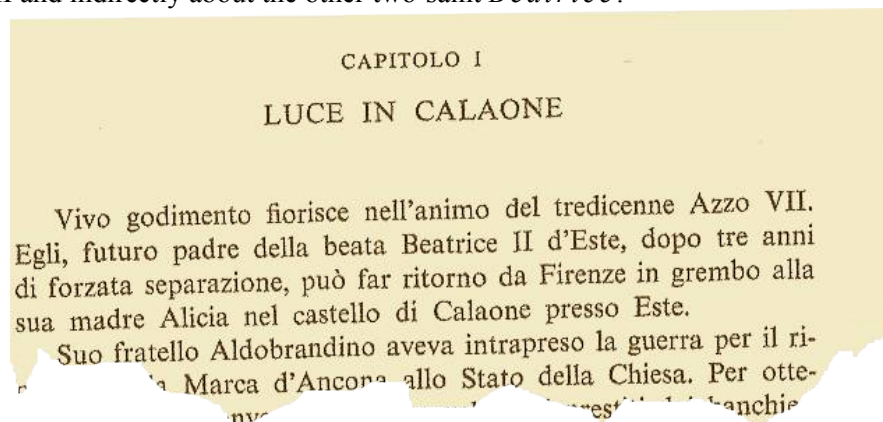 and indirectly about the other two saint
CAPITOLO I
LUCE IN CALAONE
Vivo godimento fiorisce nell'animo del tredicenne Azzo VII.
Egli, futuro padre della beata Beatrice II d'Este, dopo tre anni
di forzata separazione, può far ritorno da Firenze in grembo alla
sua madre Alicia nel castello di Calaone presso Este.
Suo fratello Aldobrandino aveva intrapreso la guerra per il ri-
Marca d'Ancona allo Stato della Chiesa. Per otte-